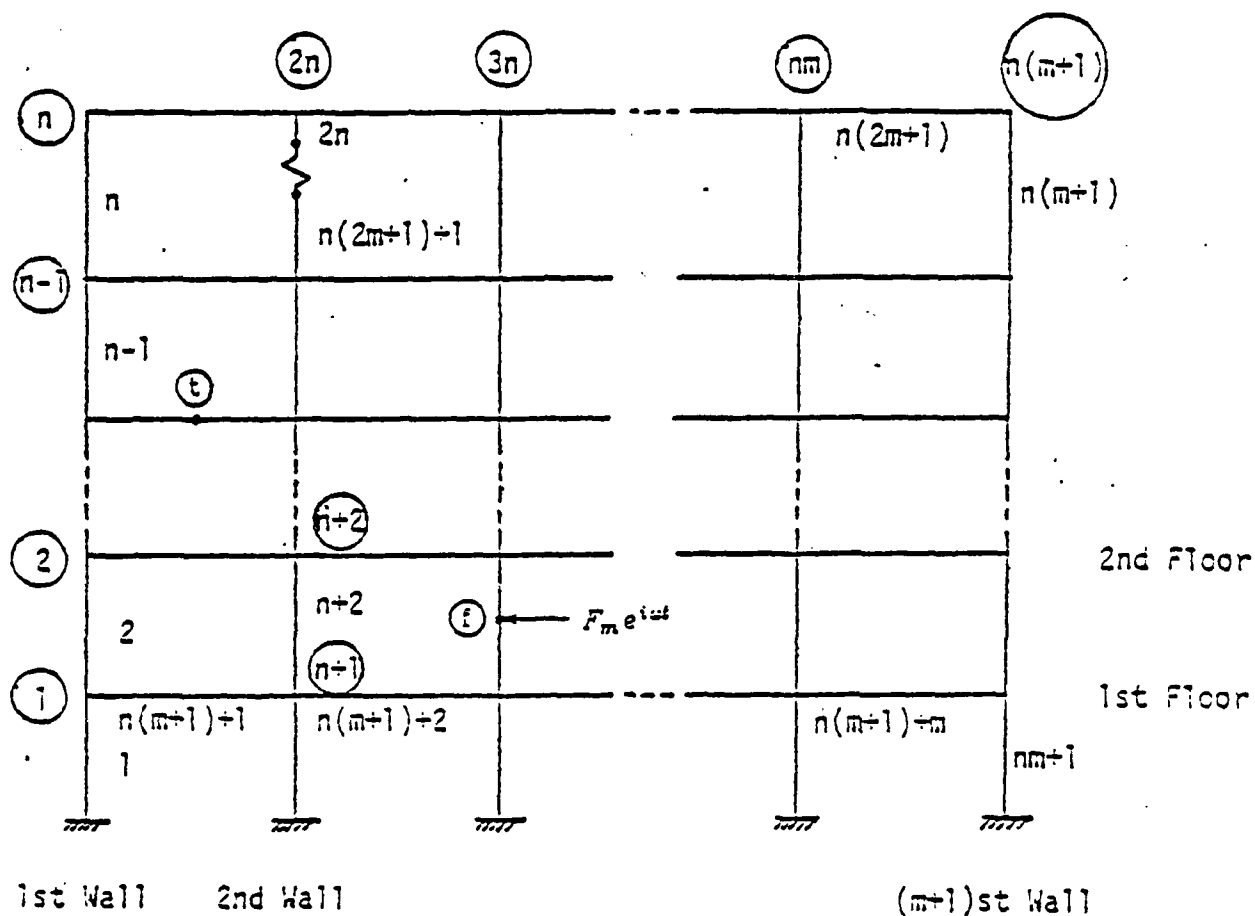 2n 3n nm n(m+1)
n 2n n(2m+1)
n n(m+1)
n(2m+1)+1
n-1
n-1
t
n+2
2 2nd Floor
n+2 f F_m e^{iωt}
2
n+1
1 1st Floor
n(m+1)+1 n(m+1)+2 n(m+1)+m
1 nm+1
1st Wall 2nd Wall (m+1)st Wall